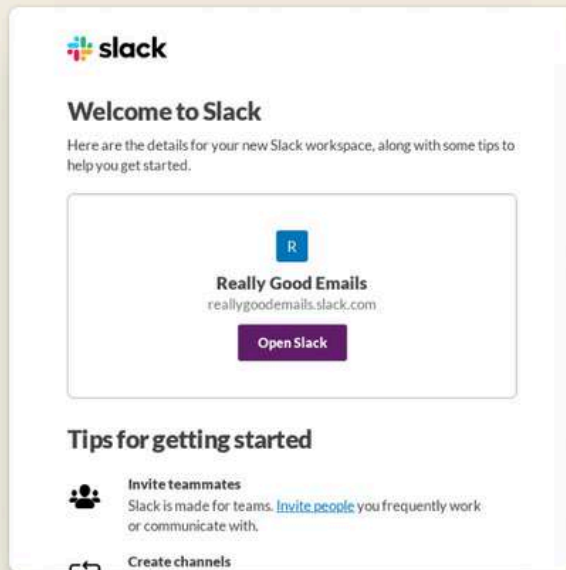 slack
Welcome to Slack
Here are the details for your new Slack workspace, along with some tips to
help you get started.
R
Really Good Emails
reallygoodemails.slack.com
Open Slack
Tips for getting started
Invite teammates
Slack is made for teams. Invite people you frequently work
or communicate with.
Create channels